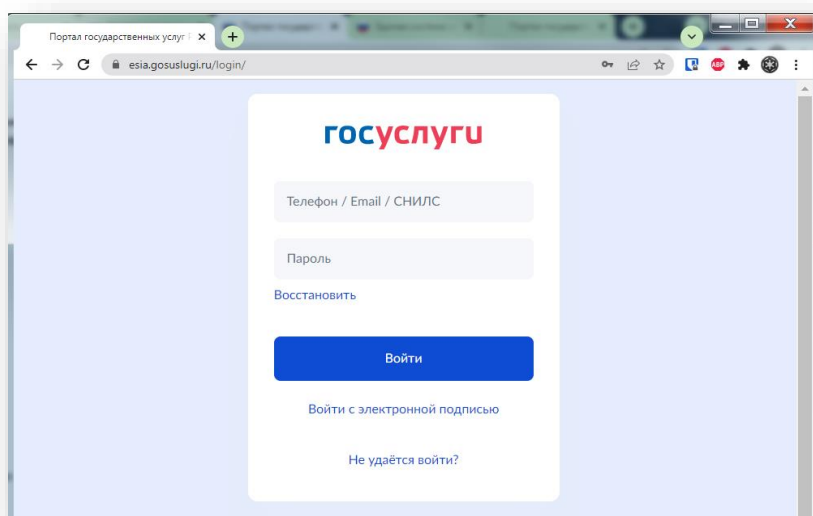 Портал государственных услуг
esia.gosuslugi.ru/login/
ABP
госуслуги
Телефон / Email / СНИЛС
Пароль
Восстановить
Войти
Войти с электронной подписью
Не удаётся войти?